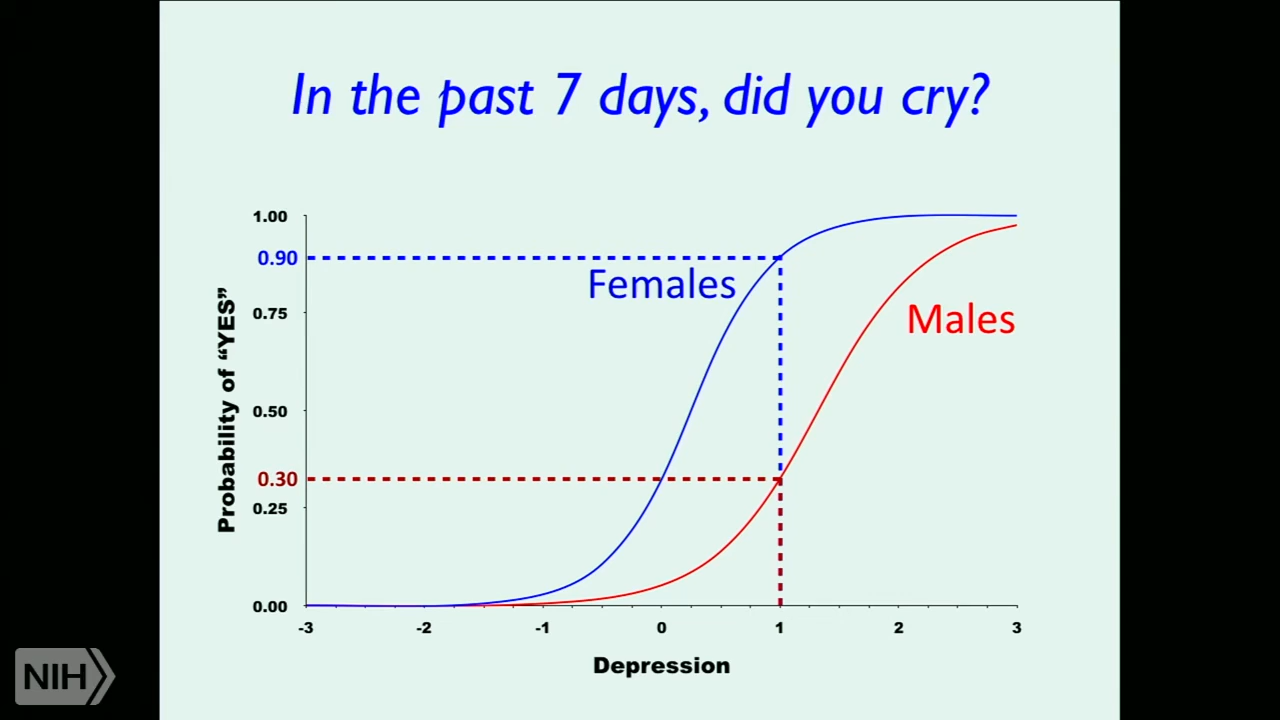 In the past 7 days, did you cry?
1.00
0.90
Females
0.75
Males
0.50
0.30
0.25
0.00
Probability of “YES”
-3 -2 -1 0 1 2 3
Depression
NIH